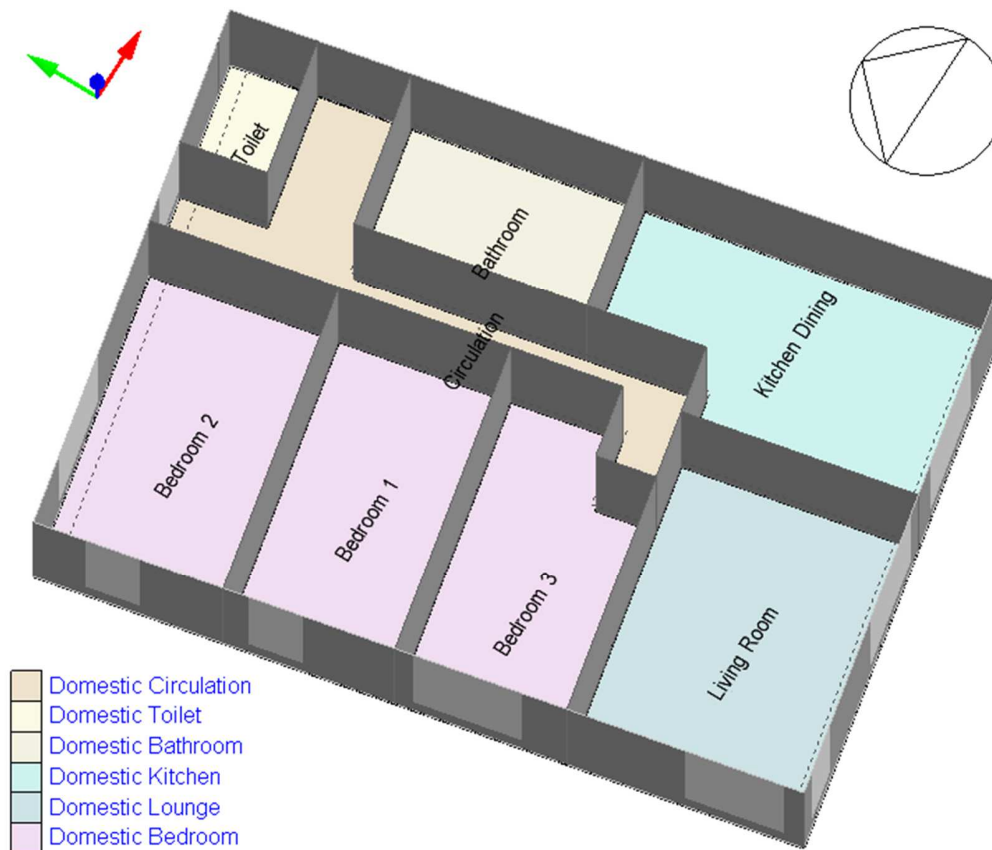 Toilet
Bathroom
Circulation
Kitchen Dining
Bedroom 2
Bedroom 1
Bedroom 3
Living Room
Domestic Circulation
Domestic Toilet
Domestic Bathroom
Domestic Kitchen
Domestic Lounge
Domestic Bedroom